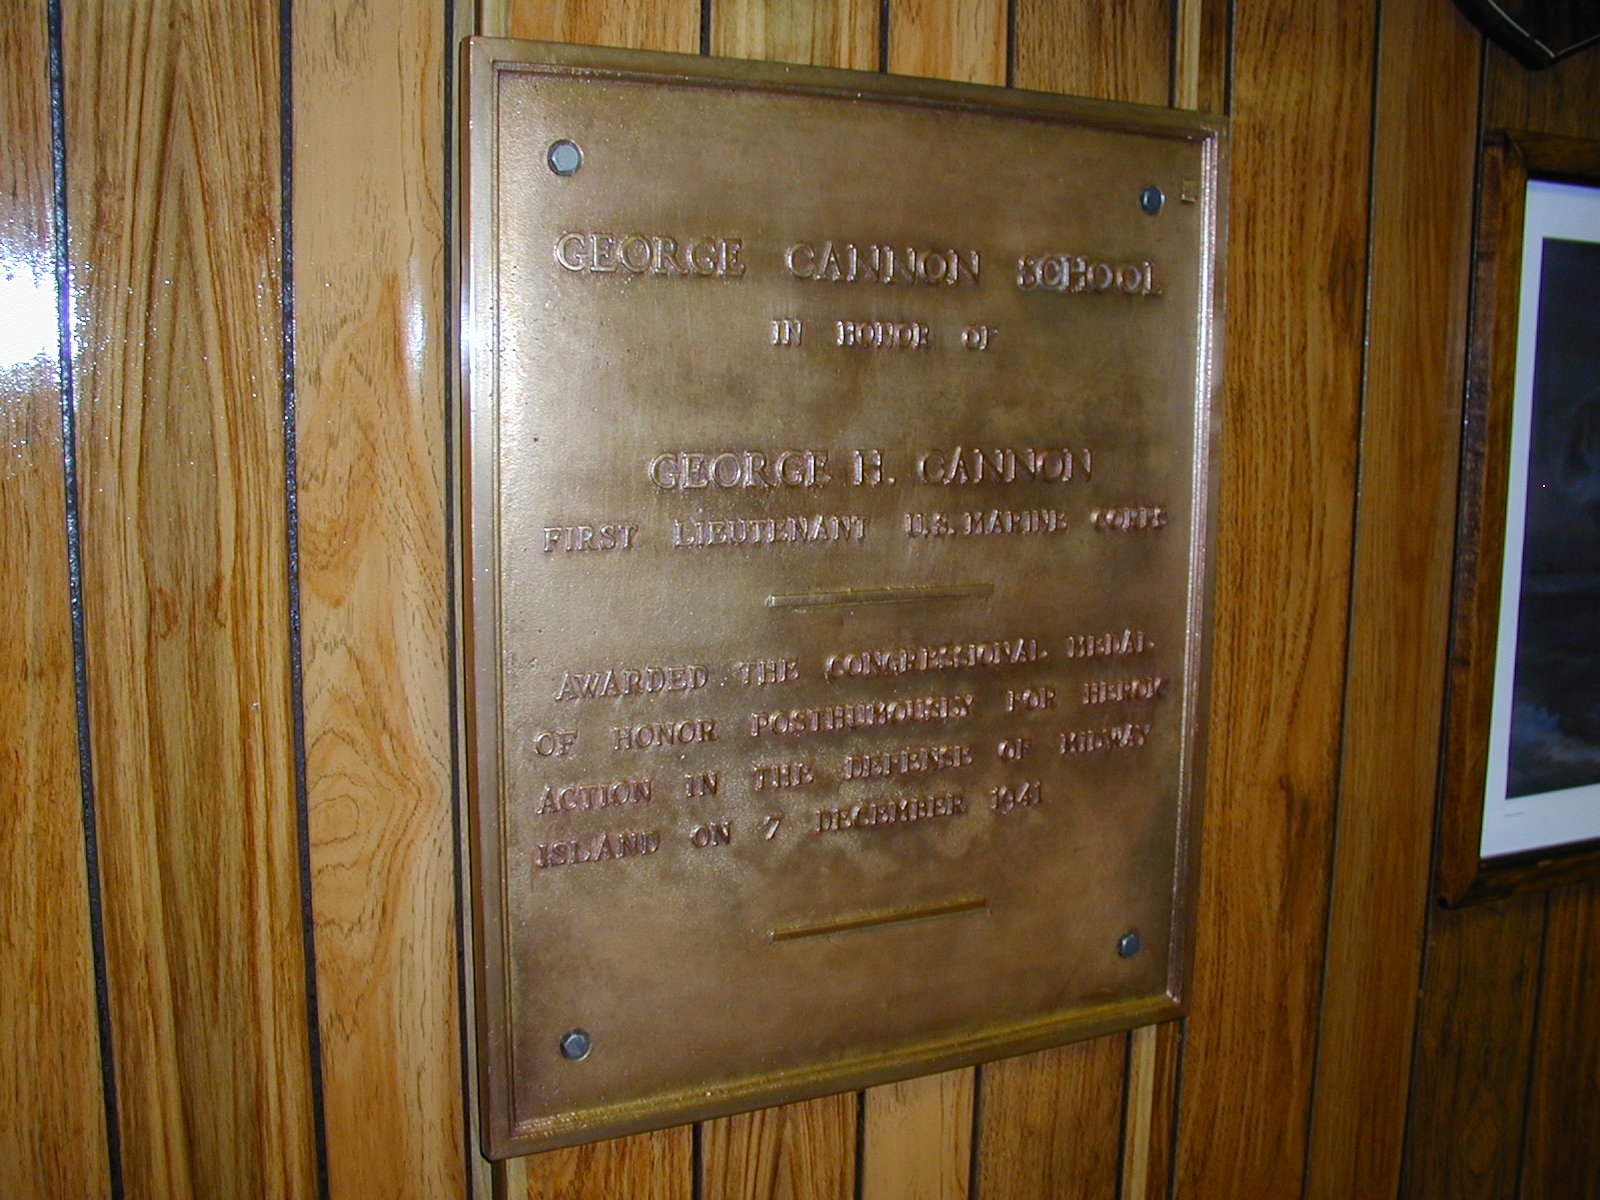 GEORGE CANNON SCHOOL
IN HONOR OF
GEORGE H. CANNON
FIRST LIEUTENANT U.S. MARINE CORPS
AWARDED THE CONGRESSIONAL MEDAL
OF HONOR POSTHUMOUSLY FOR HEROIC
ACTION IN THE DEFENSE OF MIDWAY
ISLAND ON 7 DECEMBER 1941